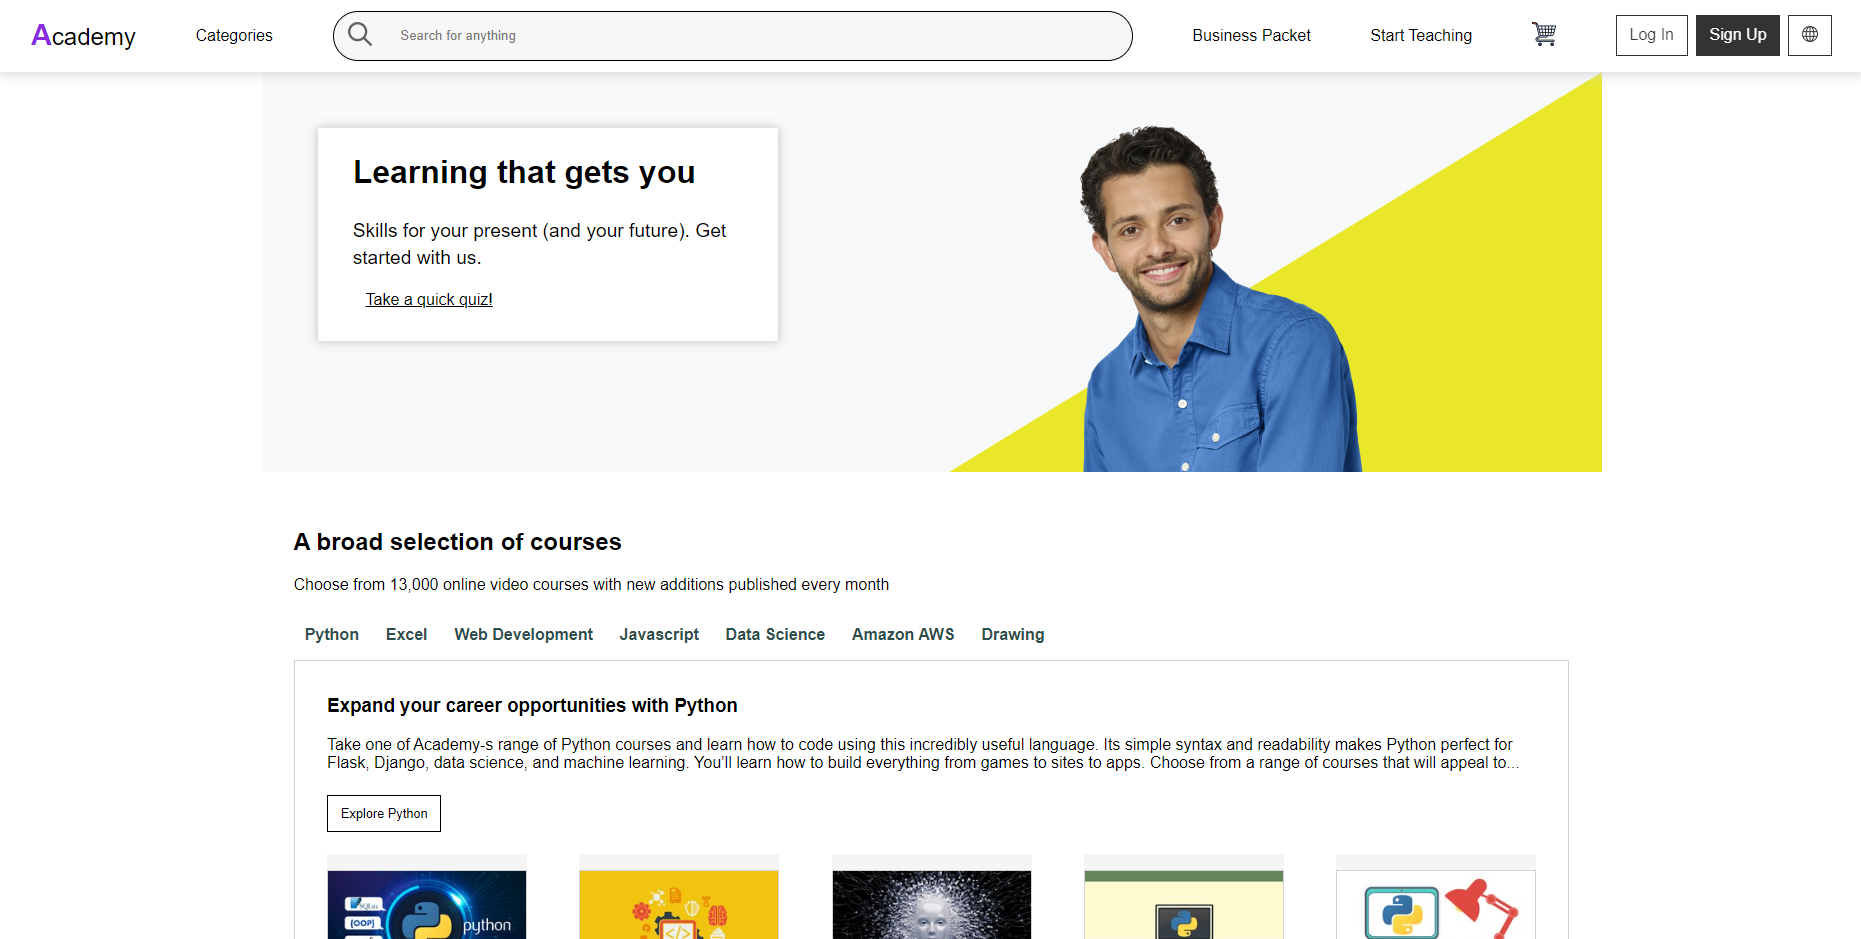 Academy
Categories
Search for anything
Business Packet
Start Teaching
Log In
Sign Up
Learning that gets you
Skills for your present (and your future). Get
started with us.
Take a quick quiz!
A broad selection of courses
Choose from 13,000 online video courses with new additions published every month
Python Excel Web Development Javascript Data Science Amazon AWS Drawing
Expand your career opportunities with Python
Take one of Academy-s range of Python courses and learn how to code using this incredibly useful language. Its simple syntax and readability makes Python perfect for
Flask, Django, data science, and machine learning. You’ll learn how to build everything from games to sites to apps. Choose from a range of courses that will appeal to...
Explore Python
SQLite
{OOP}
python